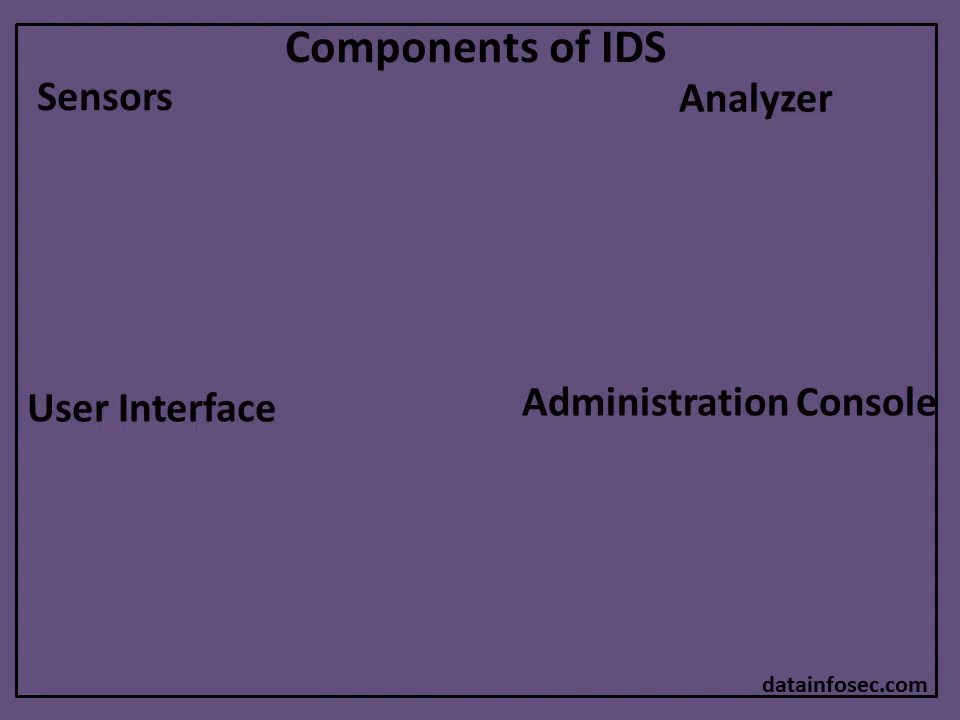 Components of IDS
Sensors
Analyzer
User Interface
Administration Console
datainfosec.com